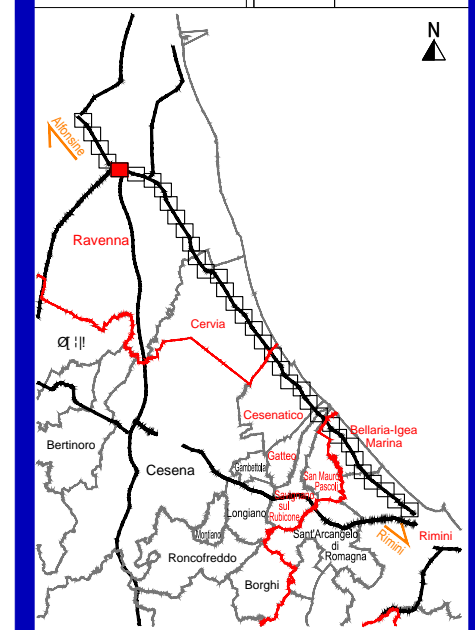 N
Alfonsine
Ravenna
Cervia
Cesenatico
Bellaria-Igea
Marina
Bertinoro
Cesena
Gatteo
Gambettola
San Mauro
Pascoli
Savignano
sul
Rubicone
Longiano
Montiano
Sant'Arcangelo
di
Romagna
Rimini
Rimini
Roncofreddo
Borghi